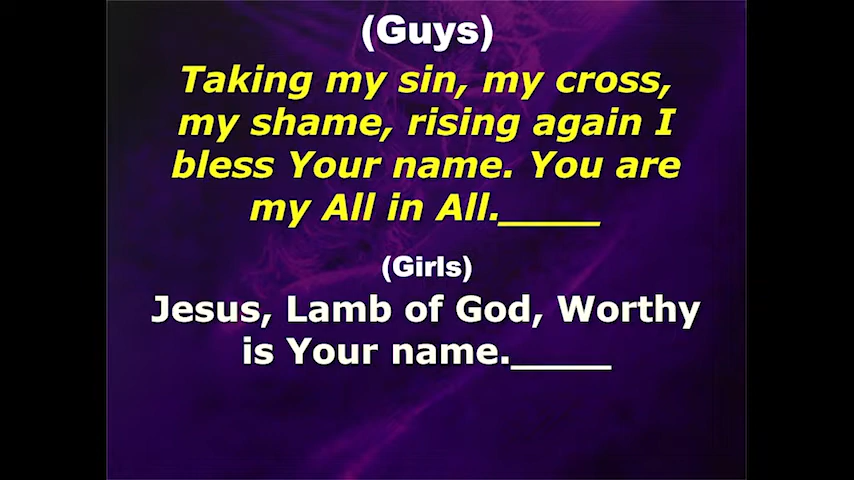 (Guys)
Taking my sin, my cross,
my shame, rising again I
bless Your name. You are
my All in All.____
(Girls)
Jesus, Lamb of God, Worthy
is Your name.____